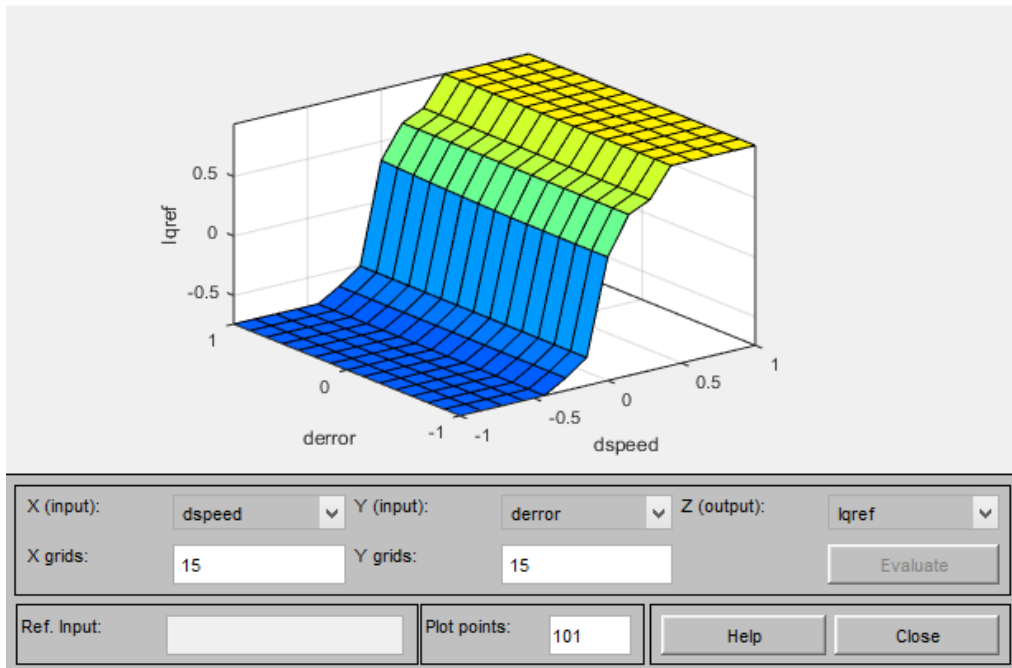 0.5
0
-0.5
Iqref
1
0
-1
derror
-1
-0.5
0
0.5
1
dspeed
X (input):
dspeed
Y (input):
derror
Z (output):
Iqref
X grids:
15
Y grids:
15
Evaluate
Ref. Input:
Plot points:
101
Help
Close